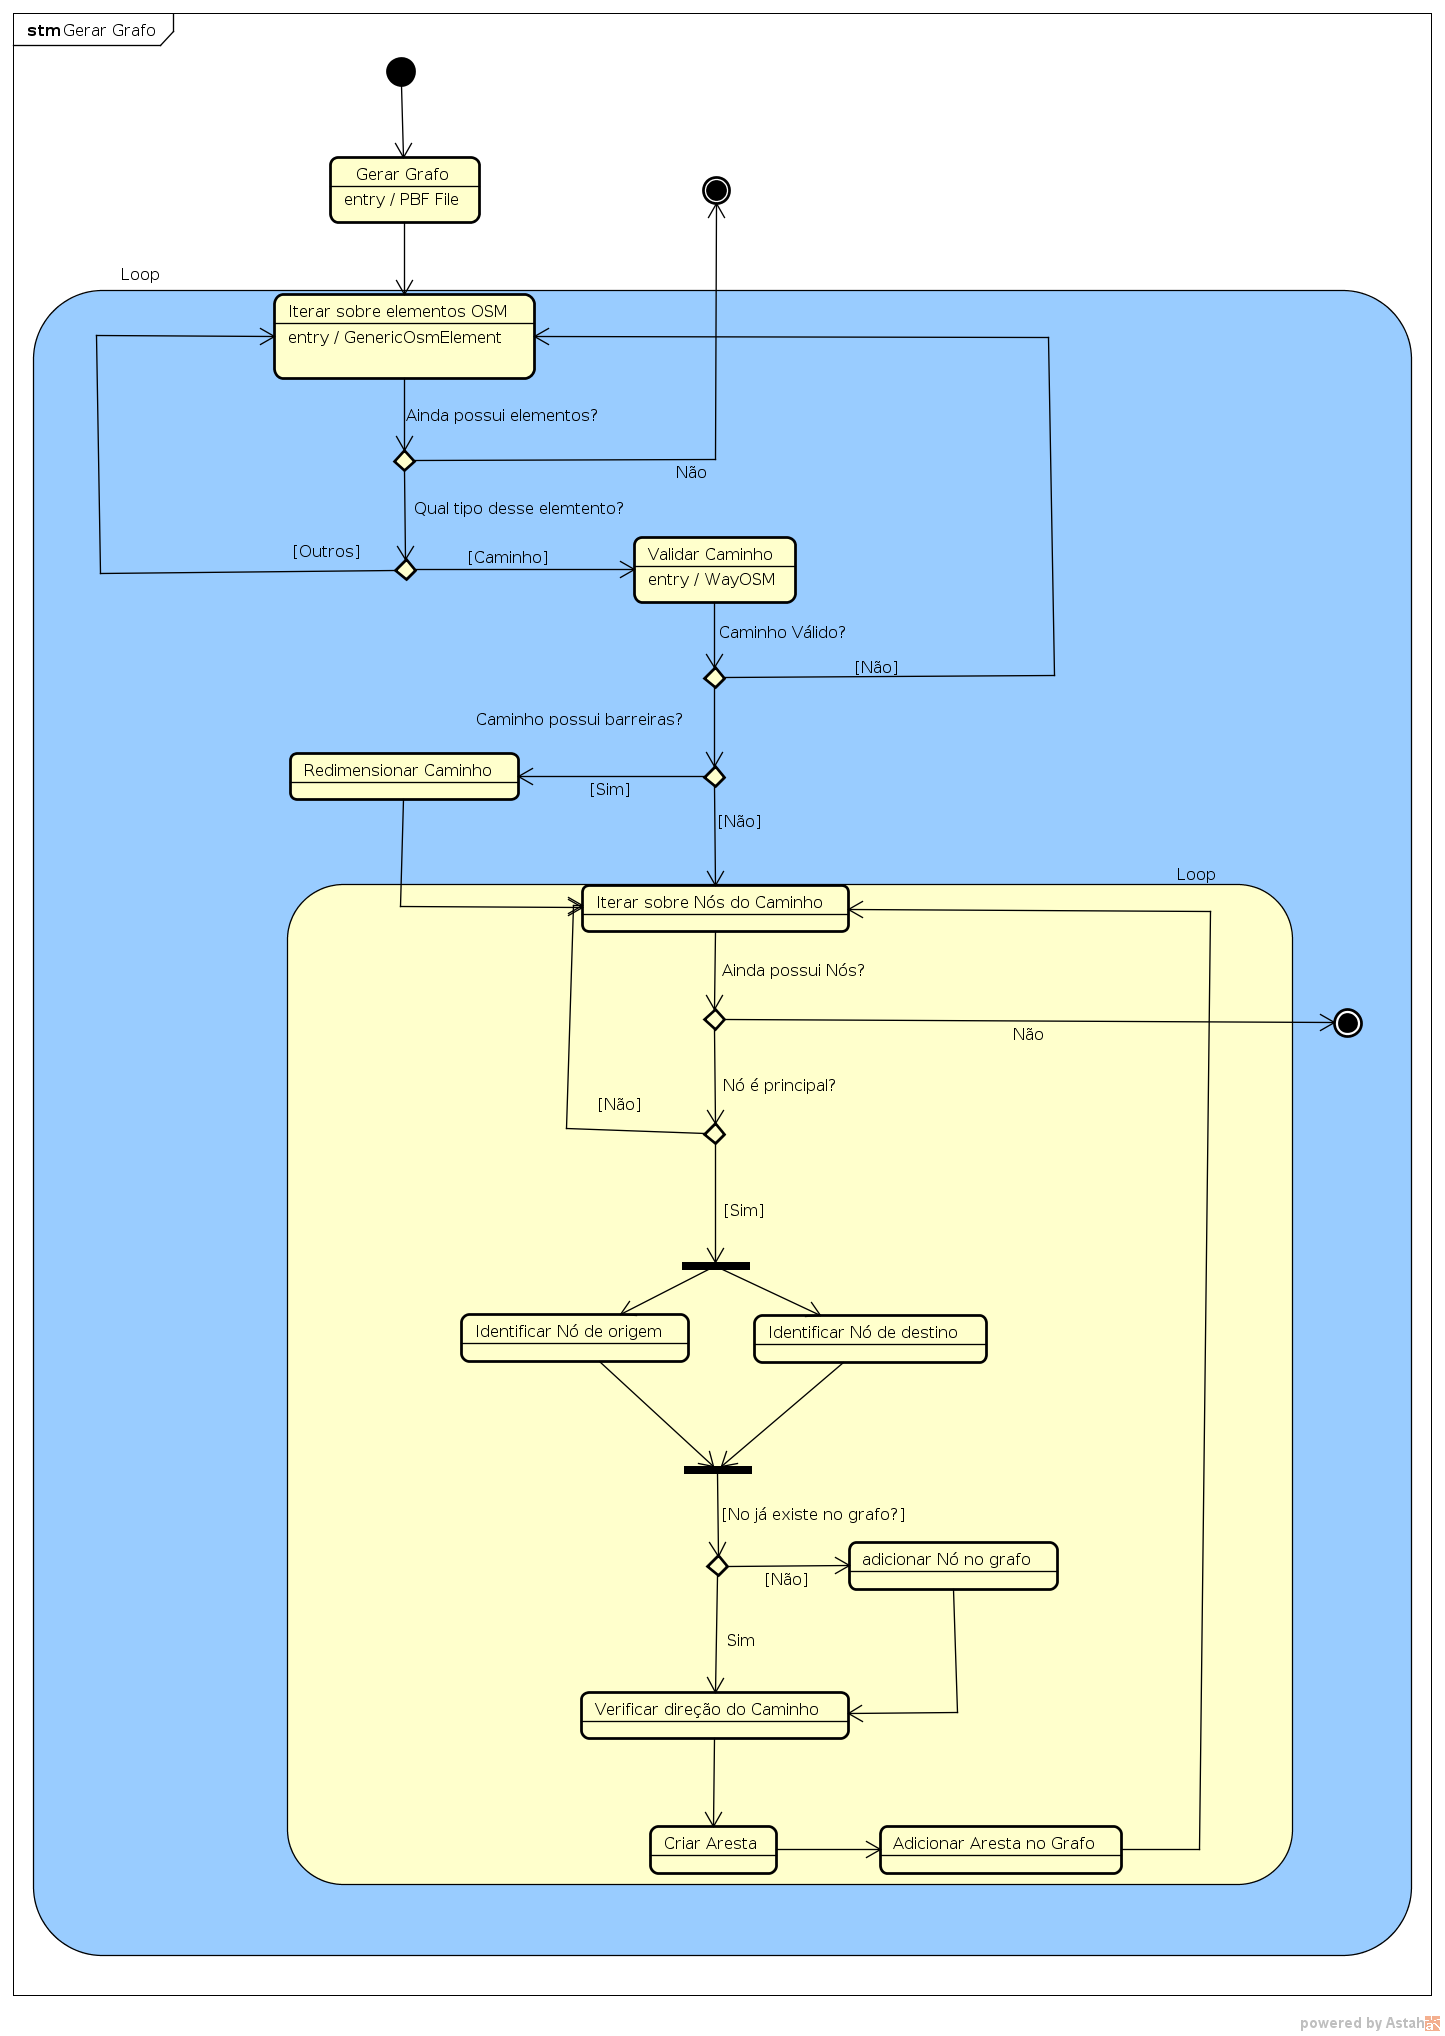 stm Gerar Grafo
Gerar Grafo
entry / PBF File
Loop
Iterar sobre elementos OSM
entry / GenericOsmElement
Ainda possui elementos?
Não
Qual tipo desse elemtento?
[Outros]
[Caminho]
Validar Caminho
entry / WayOSM
Caminho Válido?
[Não]
Caminho possui barreiras?
Redimensionar Caminho
[Sim]
[Não]
Loop
Iterar sobre Nós do Caminho
Ainda possui Nós?
Não
Nó é principal?
[Não]
[Sim]
Identificar Nó de origem
Identificar Nó de destino
[No já existe no grafo?]
adicionar Nó no grafo
[Não]
Sim
Verificar direção do Caminho
Criar Aresta
Adicionar Aresta no Grafo
powered by Astah